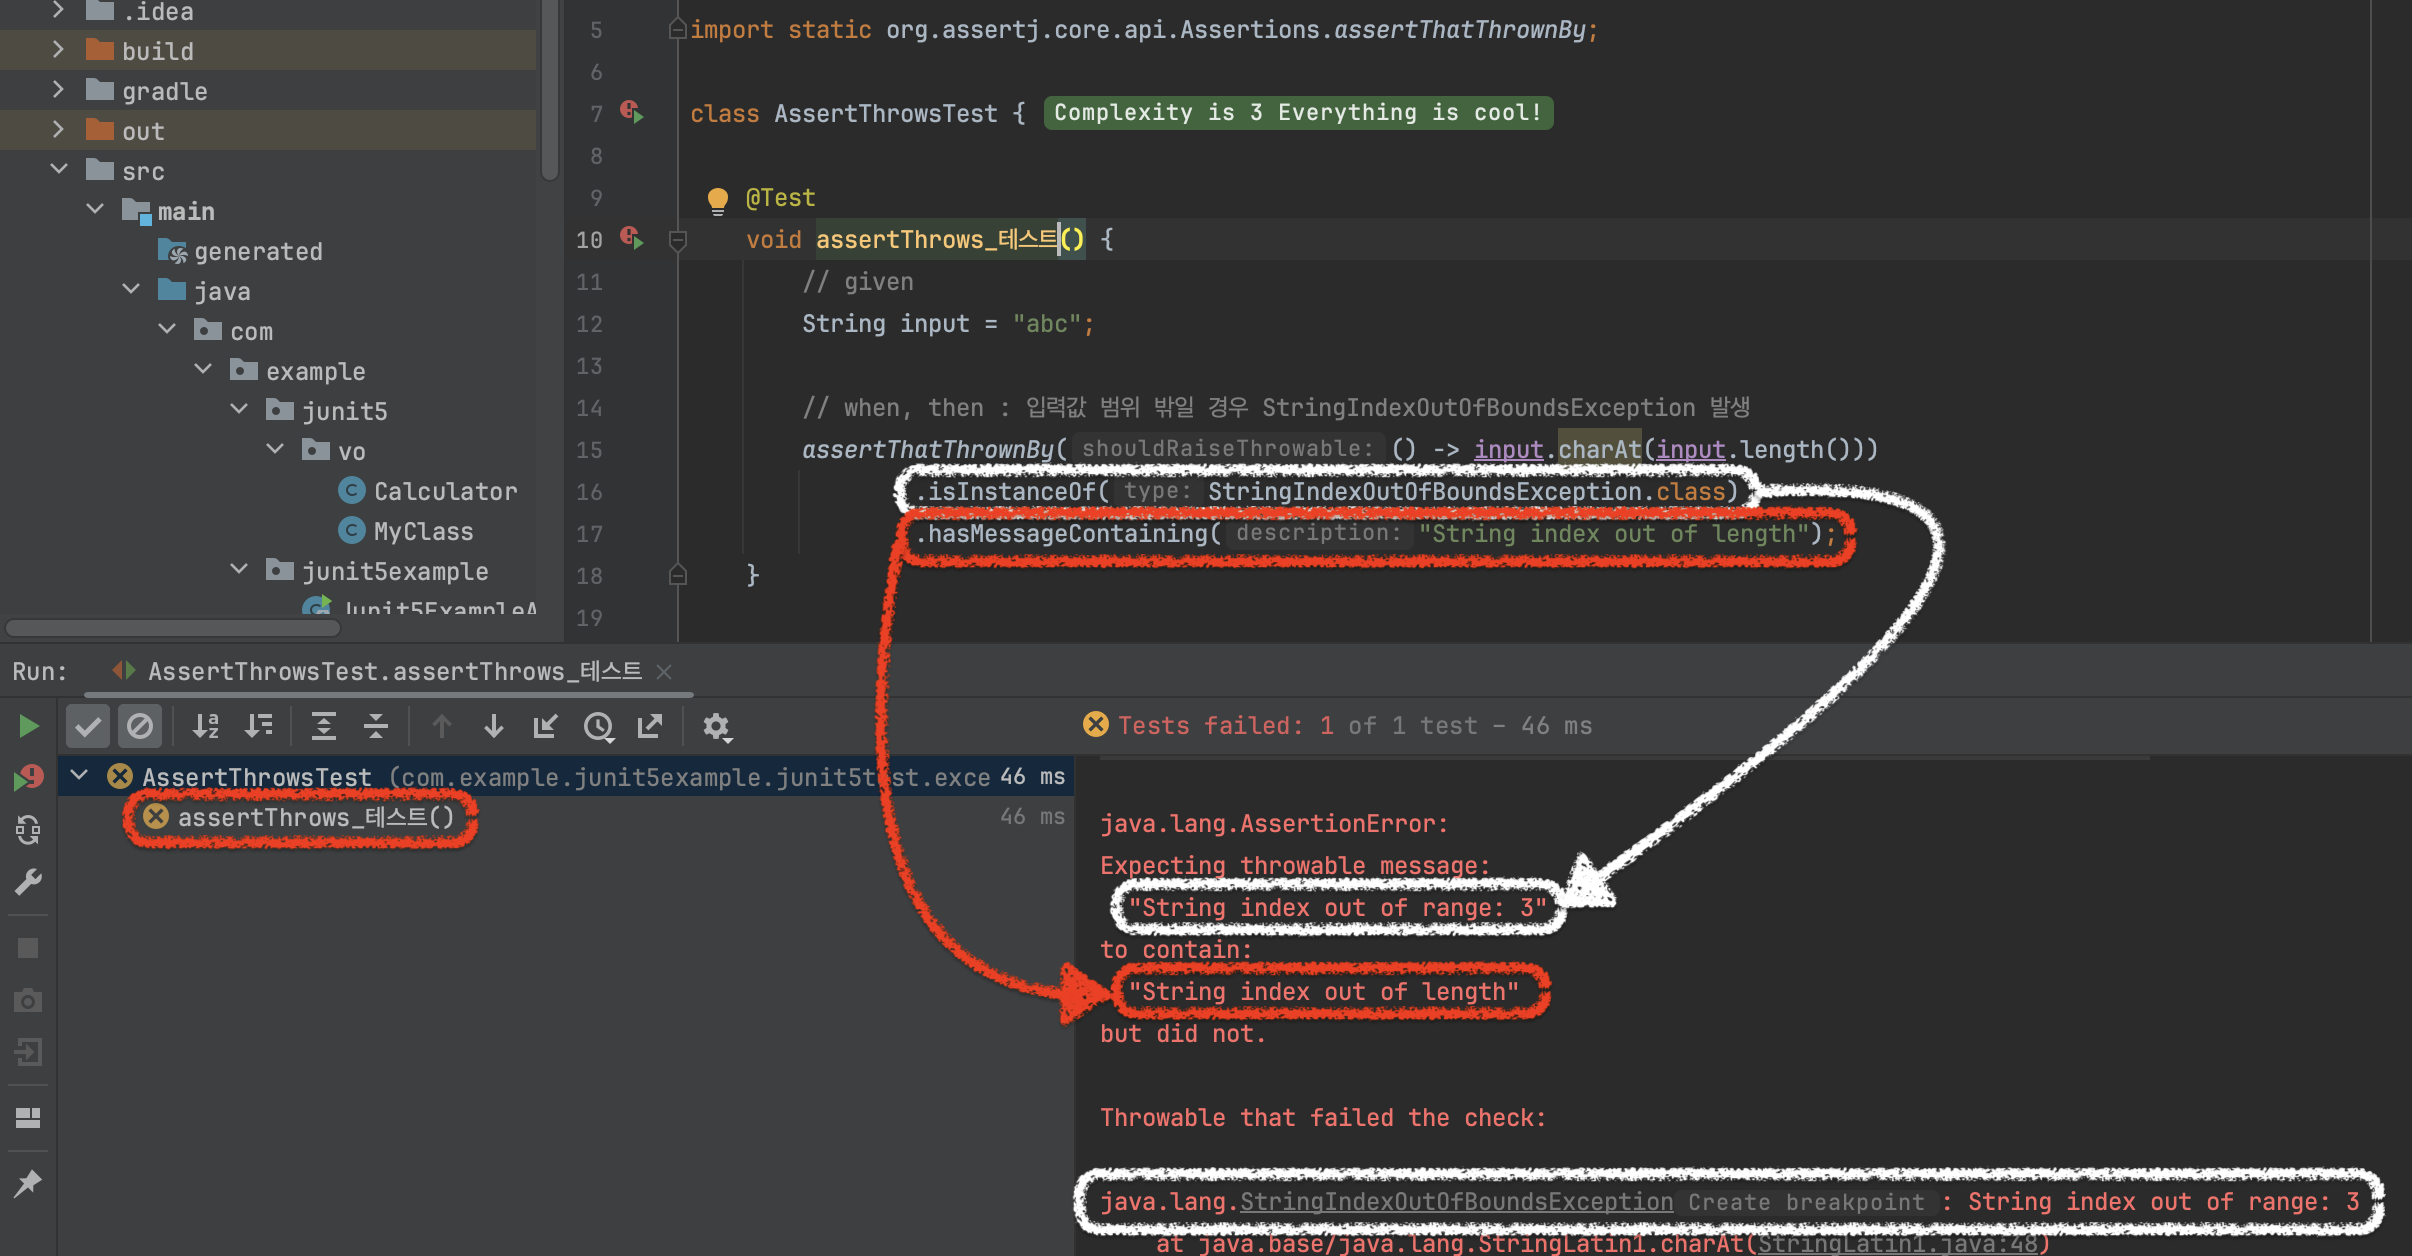 .idea
build
gradle
out
src
main
generated
java
com
example
junit5
vo
Calculator
MyClass
junit5example
Junit5ExampleA
5 import static org.assertj.core.api.Assertions.assertThatThrownBy;
6
7 class AssertThrowsTest { Complexity is 3 Everything is cool!
8
9 @Test
10 void assertThrows_테스트() {
11 // given
12 String input = "abc";
13
14 // when, then : 입력값 범위 밖일 경우 StringIndexOutOfBoundsException 발생
15 assertThatThrownBy( shouldRaiseThrowable: () -> input.charAt(input.length()))
16 .isInstanceOf( type: StringIndexOutOfBoundsException.class)
17 .hasMessageContaining( description: "String index out of length");
18 }
19
Run: AssertThrowsTest.assertThrows_테스트
Tests failed: 1 of 1 test – 46 ms
AssertThrowsTest (com.example.junit5example.junit5test.exce 46 ms
assertThrows_테스트() 46 ms
java.lang.AssertionError:
Expecting throwable message:
"String index out of range: 3"
to contain:
"String index out of length"
but did not.
Throwable that failed the check:
java.lang.StringIndexOutOfBoundsException Create breakpoint : String index out of range: 3
at java.base/java.lang.StringLatin1.charAt(StringLatin1.java:48)